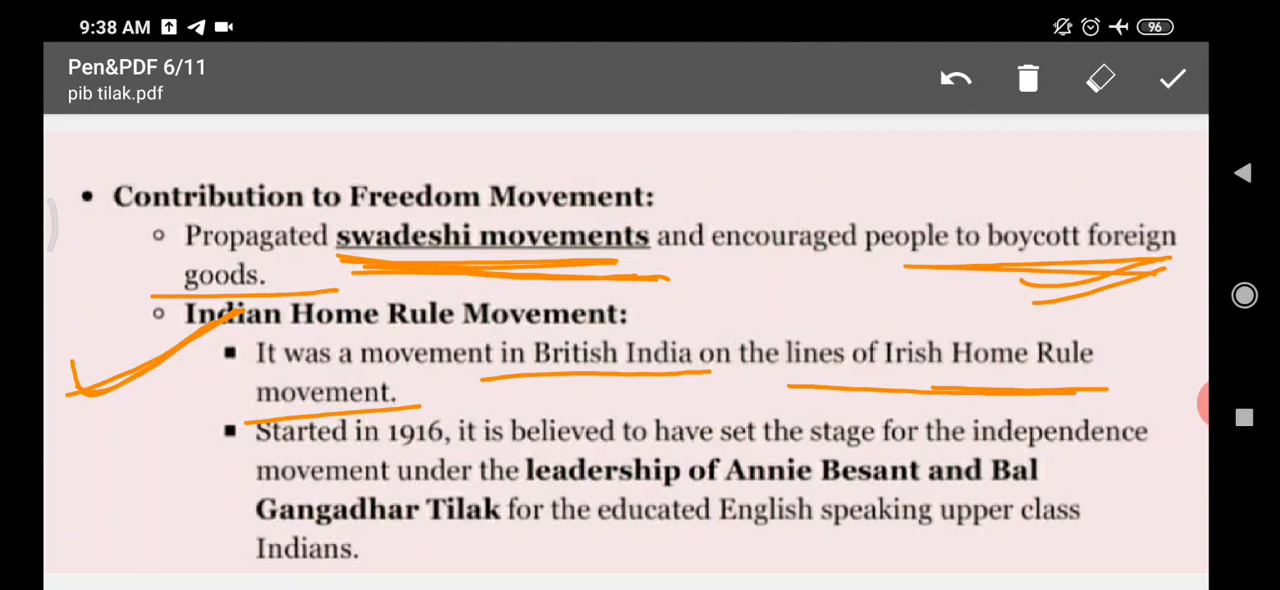 9:38 AM
96
Pen&PDF 6/11
pib tilak.pdf
• Contribution to Freedom Movement:
Propagated swadeshi movements and encouraged people to boycott foreign
goods.
Indian Home Rule Movement:
It was a movement in British India on the lines of Irish Home Rule
movement.
Started in 1916, it is believed to have set the stage for the independence
movement under the leadership of Annie Besant and Bal
Gangadhar Tilak for the educated English speaking upper class
Indians.